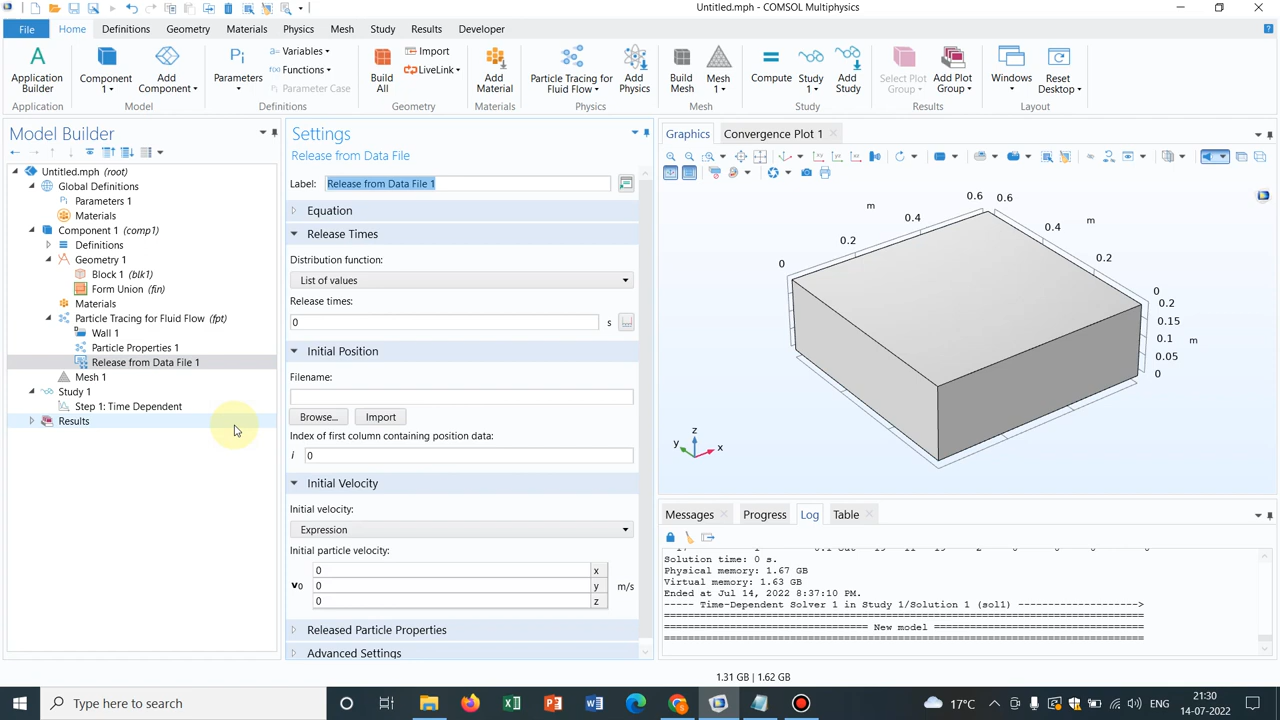 Untitled.mph - COMSOL Multiphysics
File Home Definitions Geometry Materials Physics Mesh Study Results Developer
Application Builder
Component 1
Add Component
Parameters
a= Variables
f(x) Functions
Parameter Case
Build All
Import
LiveLink
Add Material
Particle Tracing for Fluid Flow
Add Physics
Build Mesh
Mesh 1
Compute
Study 1
Add Study
Select Plot Group
Add Plot Group
Windows
Reset Desktop
Application Model Definitions Geometry Materials Physics Mesh Study Results Layout
Model Builder
Untitled.mph (root)
Global Definitions
Parameters 1
Materials
Component 1 (comp1)
Definitions
Geometry 1
Block 1 (blk1)
Form Union (fin)
Materials
Particle Tracing for Fluid Flow (fpt)
Wall 1
Particle Properties 1
Release from Data File 1
Mesh 1
Study 1
Step 1: Time Dependent
Results
Settings
Release from Data File
Label: Release from Data File 1
Equation
Release Times
Distribution function:
List of values
Release times:
0 s
Initial Position
Filename:
Browse... Import
Index of first column containing position data:
i 0
Initial Velocity
Initial velocity:
Expression
Initial particle velocity:
0 x
v0 0 y m/s
0 z
Released Particle Properties
Advanced Settings
Graphics Convergence Plot 1
0.6 0.6
m
0.4
m
0.4
0.2
0.2
0
0
0.2
0.15
0.1 m
0.05
0
z
y x
Messages Progress Log Table
Solution time: 0 s.
Physical memory: 1.67 GB
Virtual memory: 1.63 GB
Ended at Jul 14, 2022 8:37:10 PM.
----- Time-Dependent Solver 1 in Study 1/Solution 1 (sol1) -------------------->
================================ New model ================================
1.31 GB | 1.62 GB
Type here to search
17°C
ENG
21:30
14-07-2022